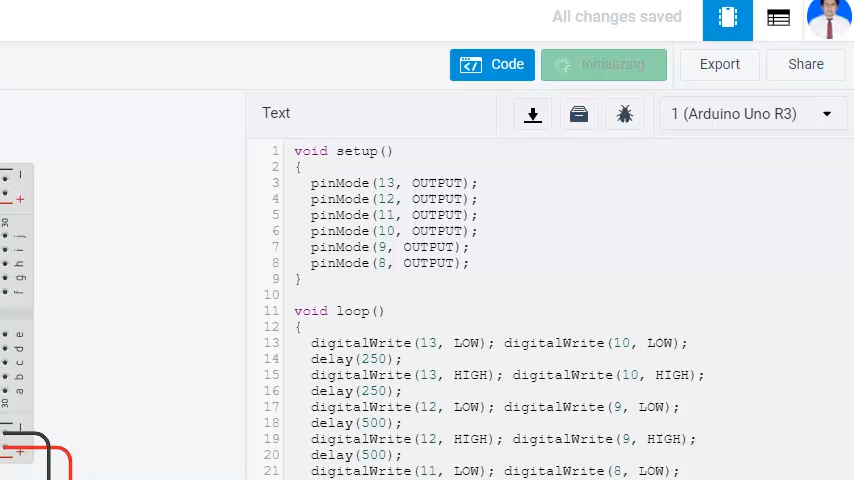 All changes saved
Code
Initializing
Export
Share
Text
1 (Arduino Uno R3)
1 void setup()
2 {
3 pinMode(13, OUTPUT);
4 pinMode(12, OUTPUT);
5 pinMode(11, OUTPUT);
6 pinMode(10, OUTPUT);
7 pinMode(9, OUTPUT);
8 pinMode(8, OUTPUT);
9 }
10
11 void loop()
12 {
13 digitalWrite(13, LOW); digitalWrite(10, LOW);
14 delay(250);
15 digitalWrite(13, HIGH); digitalWrite(10, HIGH);
16 delay(250);
17 digitalWrite(12, LOW); digitalWrite(9, LOW);
18 delay(500);
19 digitalWrite(12, HIGH); digitalWrite(9, HIGH);
20 delay(500);
21 digitalWrite(11, LOW); digitalWrite(8, LOW);
30
f g h i j
a b c d e
30